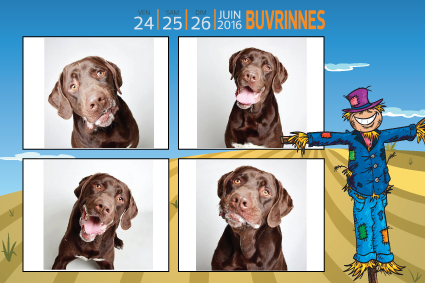 VEN SAM DIM JUIN BUVRINNES
24 25 26 2016